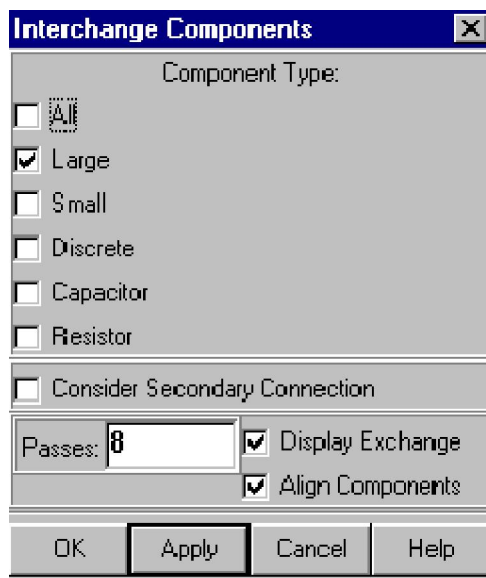 Interchange Components
Component Type:
All
Large
Small
Discrete
Capacitor
Resistor
Consider Secondary Connection
Passes: 8
Display Exchange
Align Components
OK Apply Cancel Help